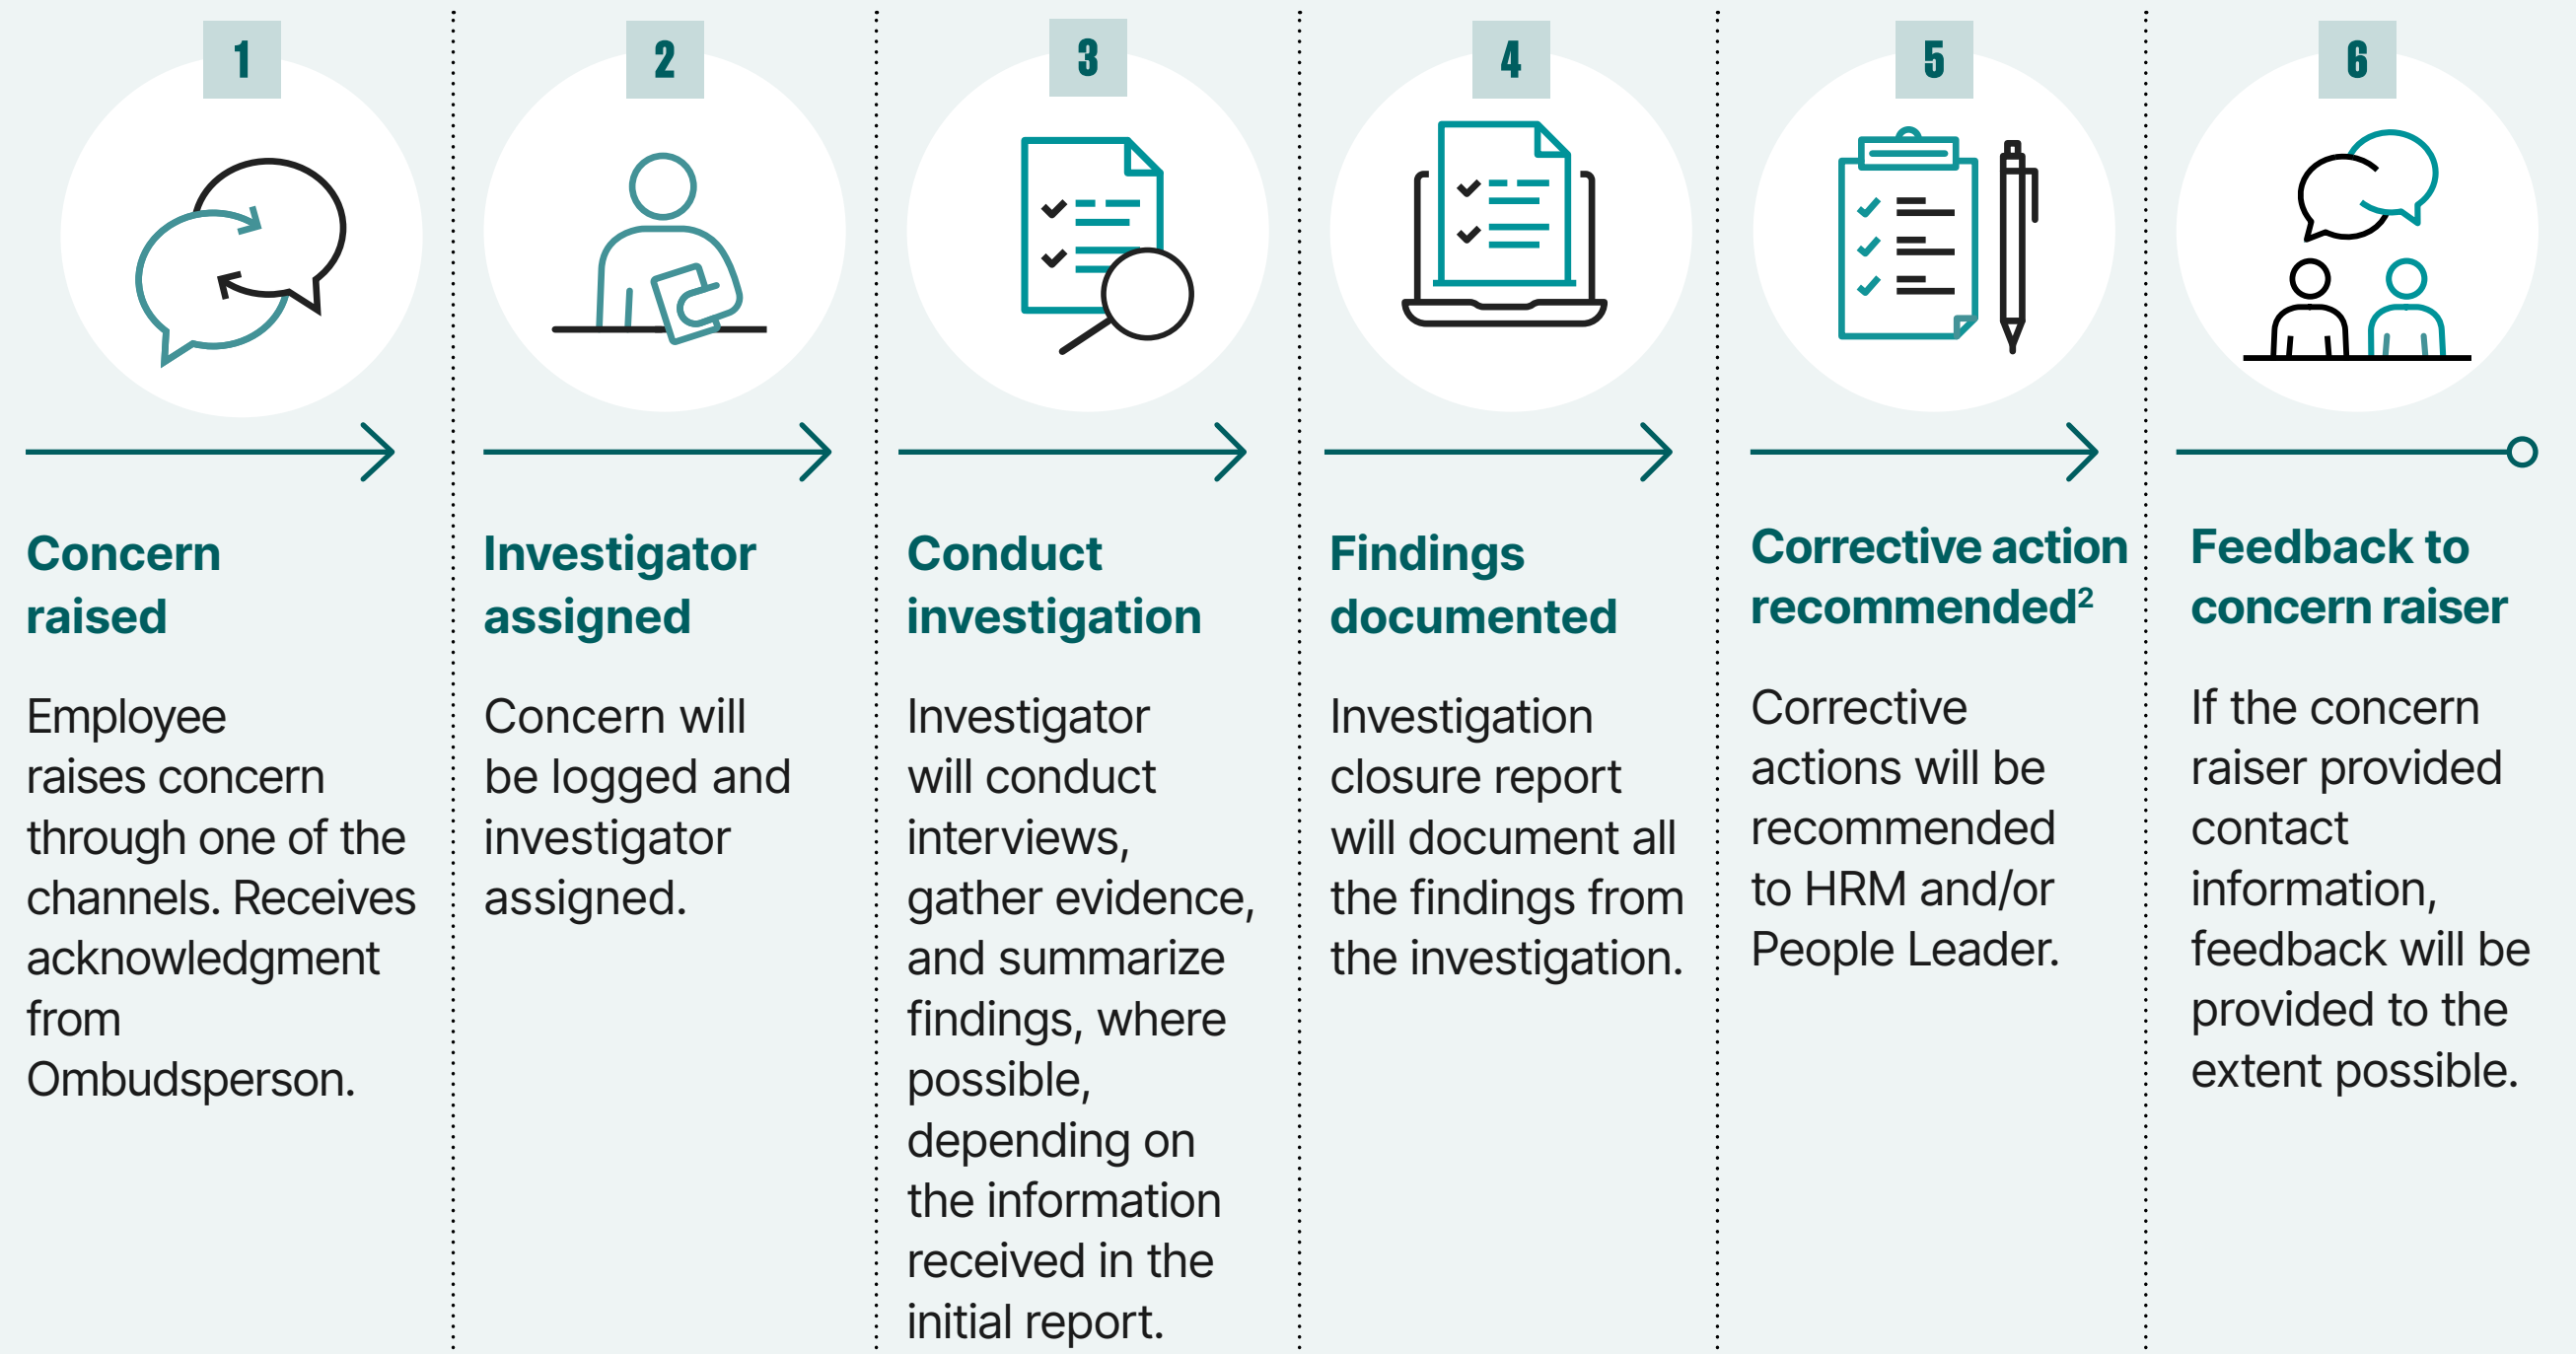 1
Concern
raised
Employee
raises concern
through one of the
channels. Receives
acknowledgment
from
Ombudsperson.
2
Investigator
assigned
Concern will
be logged and
investigator
assigned.
3
Conduct
investigation
Investigator
will conduct
interviews,
gather evidence,
and summarize
findings, where
possible,
depending on
the information
received in the
initial report.
4
Findings
documented
Investigation
closure report
will document all
the findings from
the investigation.
5
Corrective action
recommended²
Corrective
actions will be
recommended
to HRM and/or
People Leader.
6
Feedback to
concern raiser
If the concern
raiser provided
contact
information,
feedback will be
provided to the
extent possible.